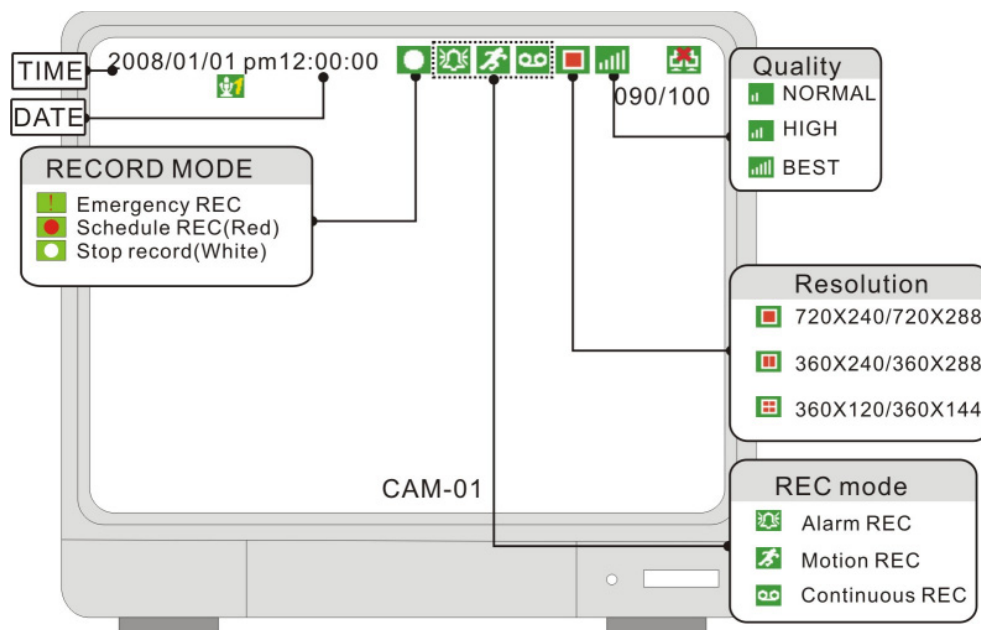 TIME
2008/01/01 pm12:00:00
1
DATE
090/100
Quality
NORMAL
HIGH
BEST
RECORD MODE
! Emergency REC
Schedule REC(Red)
Stop record(White)
Resolution
720X240/720X288
360X240/360X288
360X120/360X144
CAM-01
REC mode
Alarm REC
Motion REC
Continuous REC